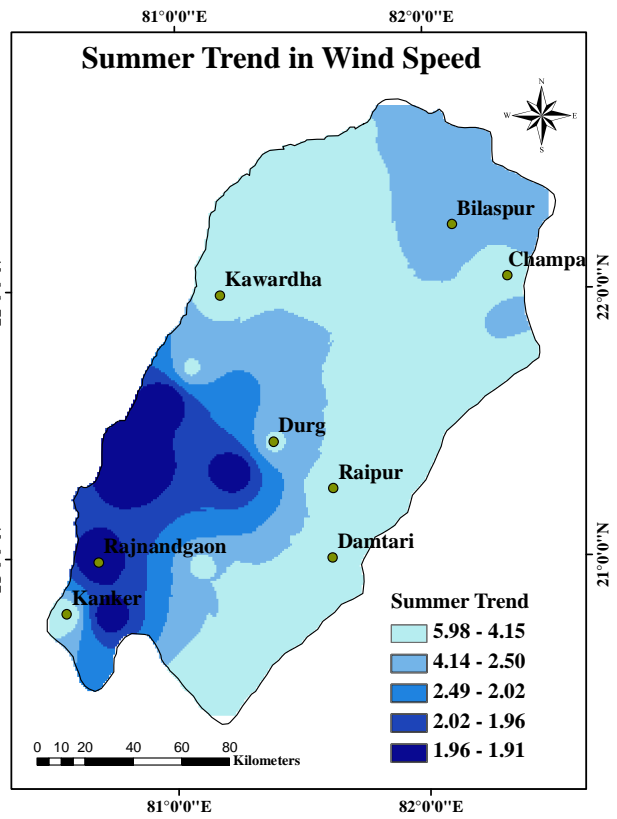 81°0'0"E 82°0'0"E
Summer Trend in Wind Speed
N
W E
S
Bilaspur
Champa
Kawardha
22°0'0"N
Durg
Raipur
Damtari
Rajnandgaon
21°0'0"N
Kanker
Summer Trend
5.98 - 4.15
4.14 - 2.50
2.49 - 2.02
2.02 - 1.96
1.96 - 1.91
0 10 20 40 60 80
Kilometers
81°0'0"E 82°0'0"E